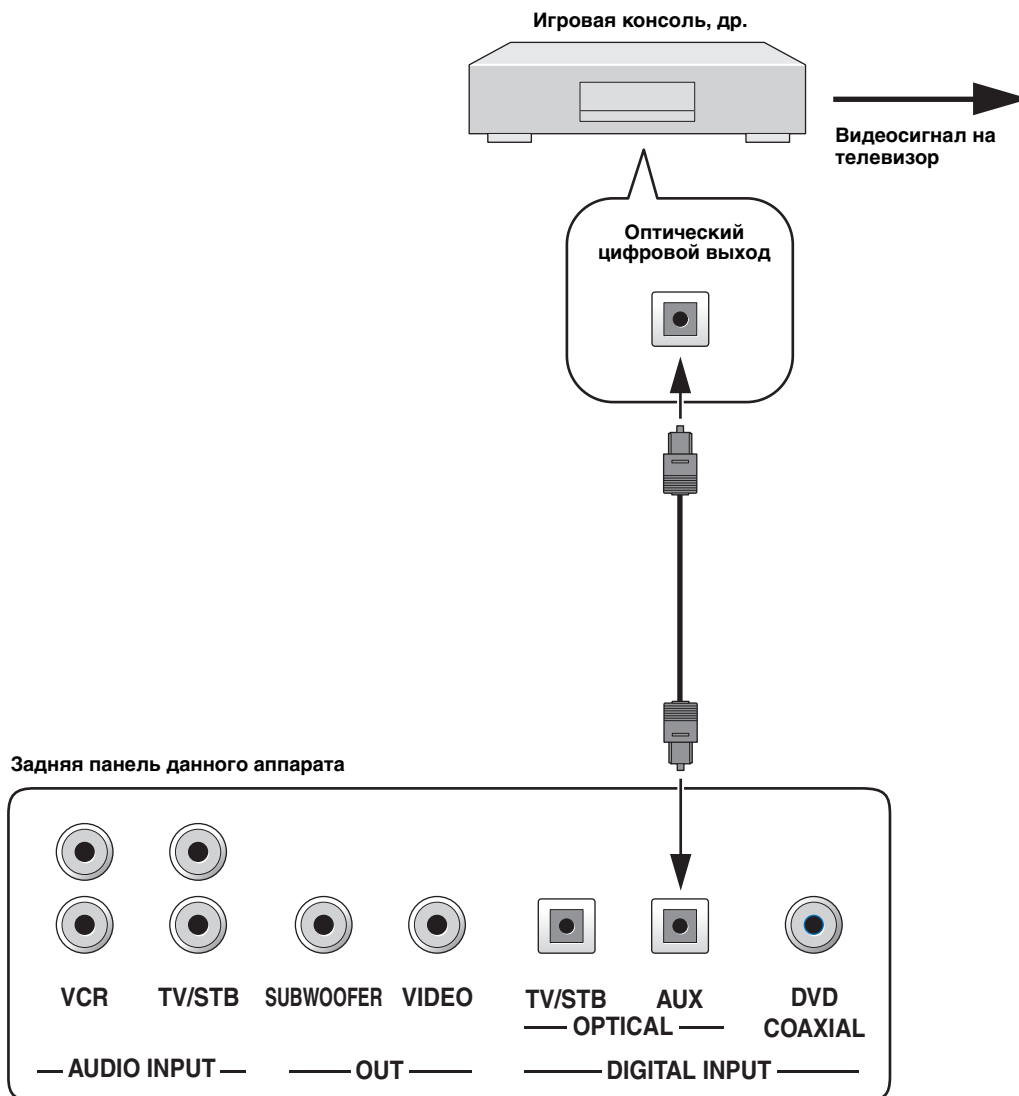 Игровая консоль, др.
Видеосигнал на
телевизор
Оптический
цифровой выход
Задняя панель данного аппарата
VCR TV/STB SUBWOOFER VIDEO TV/STB AUX DVD
OPTICAL COAXIAL
AUDIO INPUT OUT DIGITAL INPUT